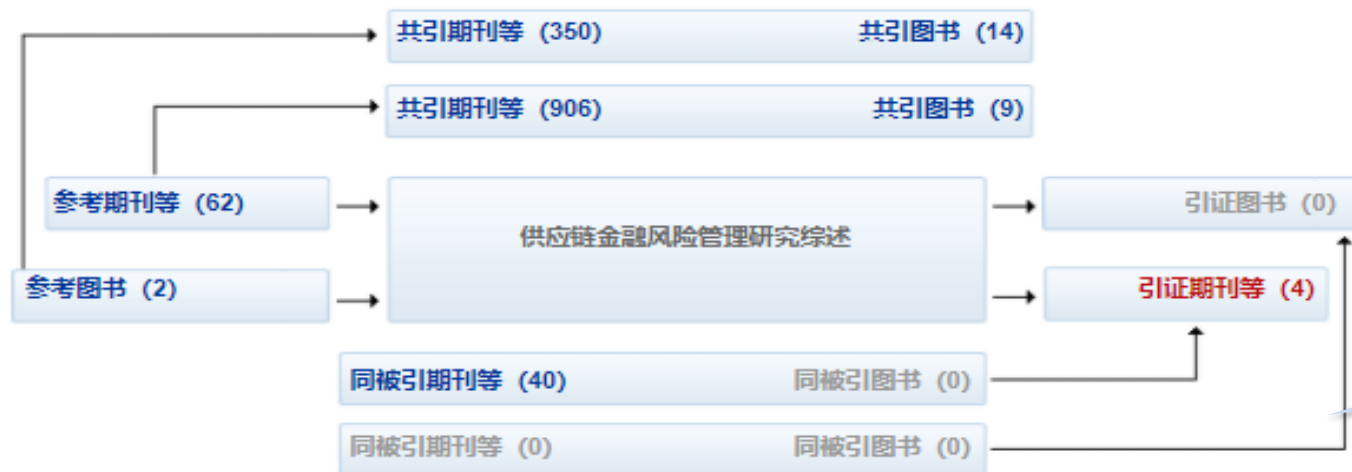 共引期刊等 (350) 共引图书 (14)
共引期刊等 (906) 共引图书 (9)
参考期刊等 (62)
引证图书 (0)
供应链金融风险管理研究综述
参考图书 (2)
引证期刊等 (4)
同被引期刊等 (40) 同被引图书 (0)
同被引期刊等 (0) 同被引图书 (0)